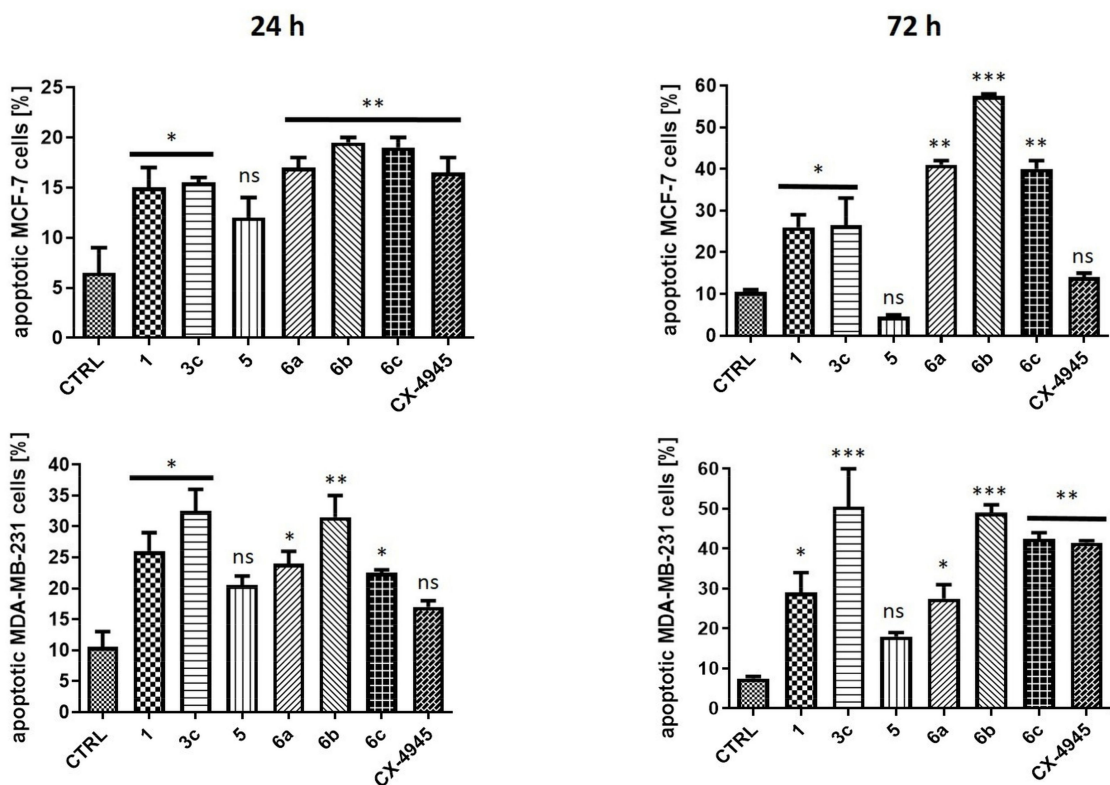 24 h
72 h
apoptotic MCF-7 cells [%]
25
20
15
10
5
0
*
ns
**
CTRL
1
3c
5
6a
6b
6c
CX-4945
apoptotic MCF-7 cells [%]
60
50
40
30
20
10
0
*
ns
**
***
**
ns
CTRL
1
3c
5
6a
6b
6c
CX-4945
apoptotic MDA-MB-231 cells [%]
40
35
30
25
20
15
10
5
0
*
ns
*
**
*
ns
CTRL
1
3c
5
6a
6b
6c
CX-4945
apoptotic MDA-MB-231 cells [%]
60
50
40
30
20
10
0
*
***
ns
*
***
**
CTRL
1
3c
5
6a
6b
6c
CX-4945